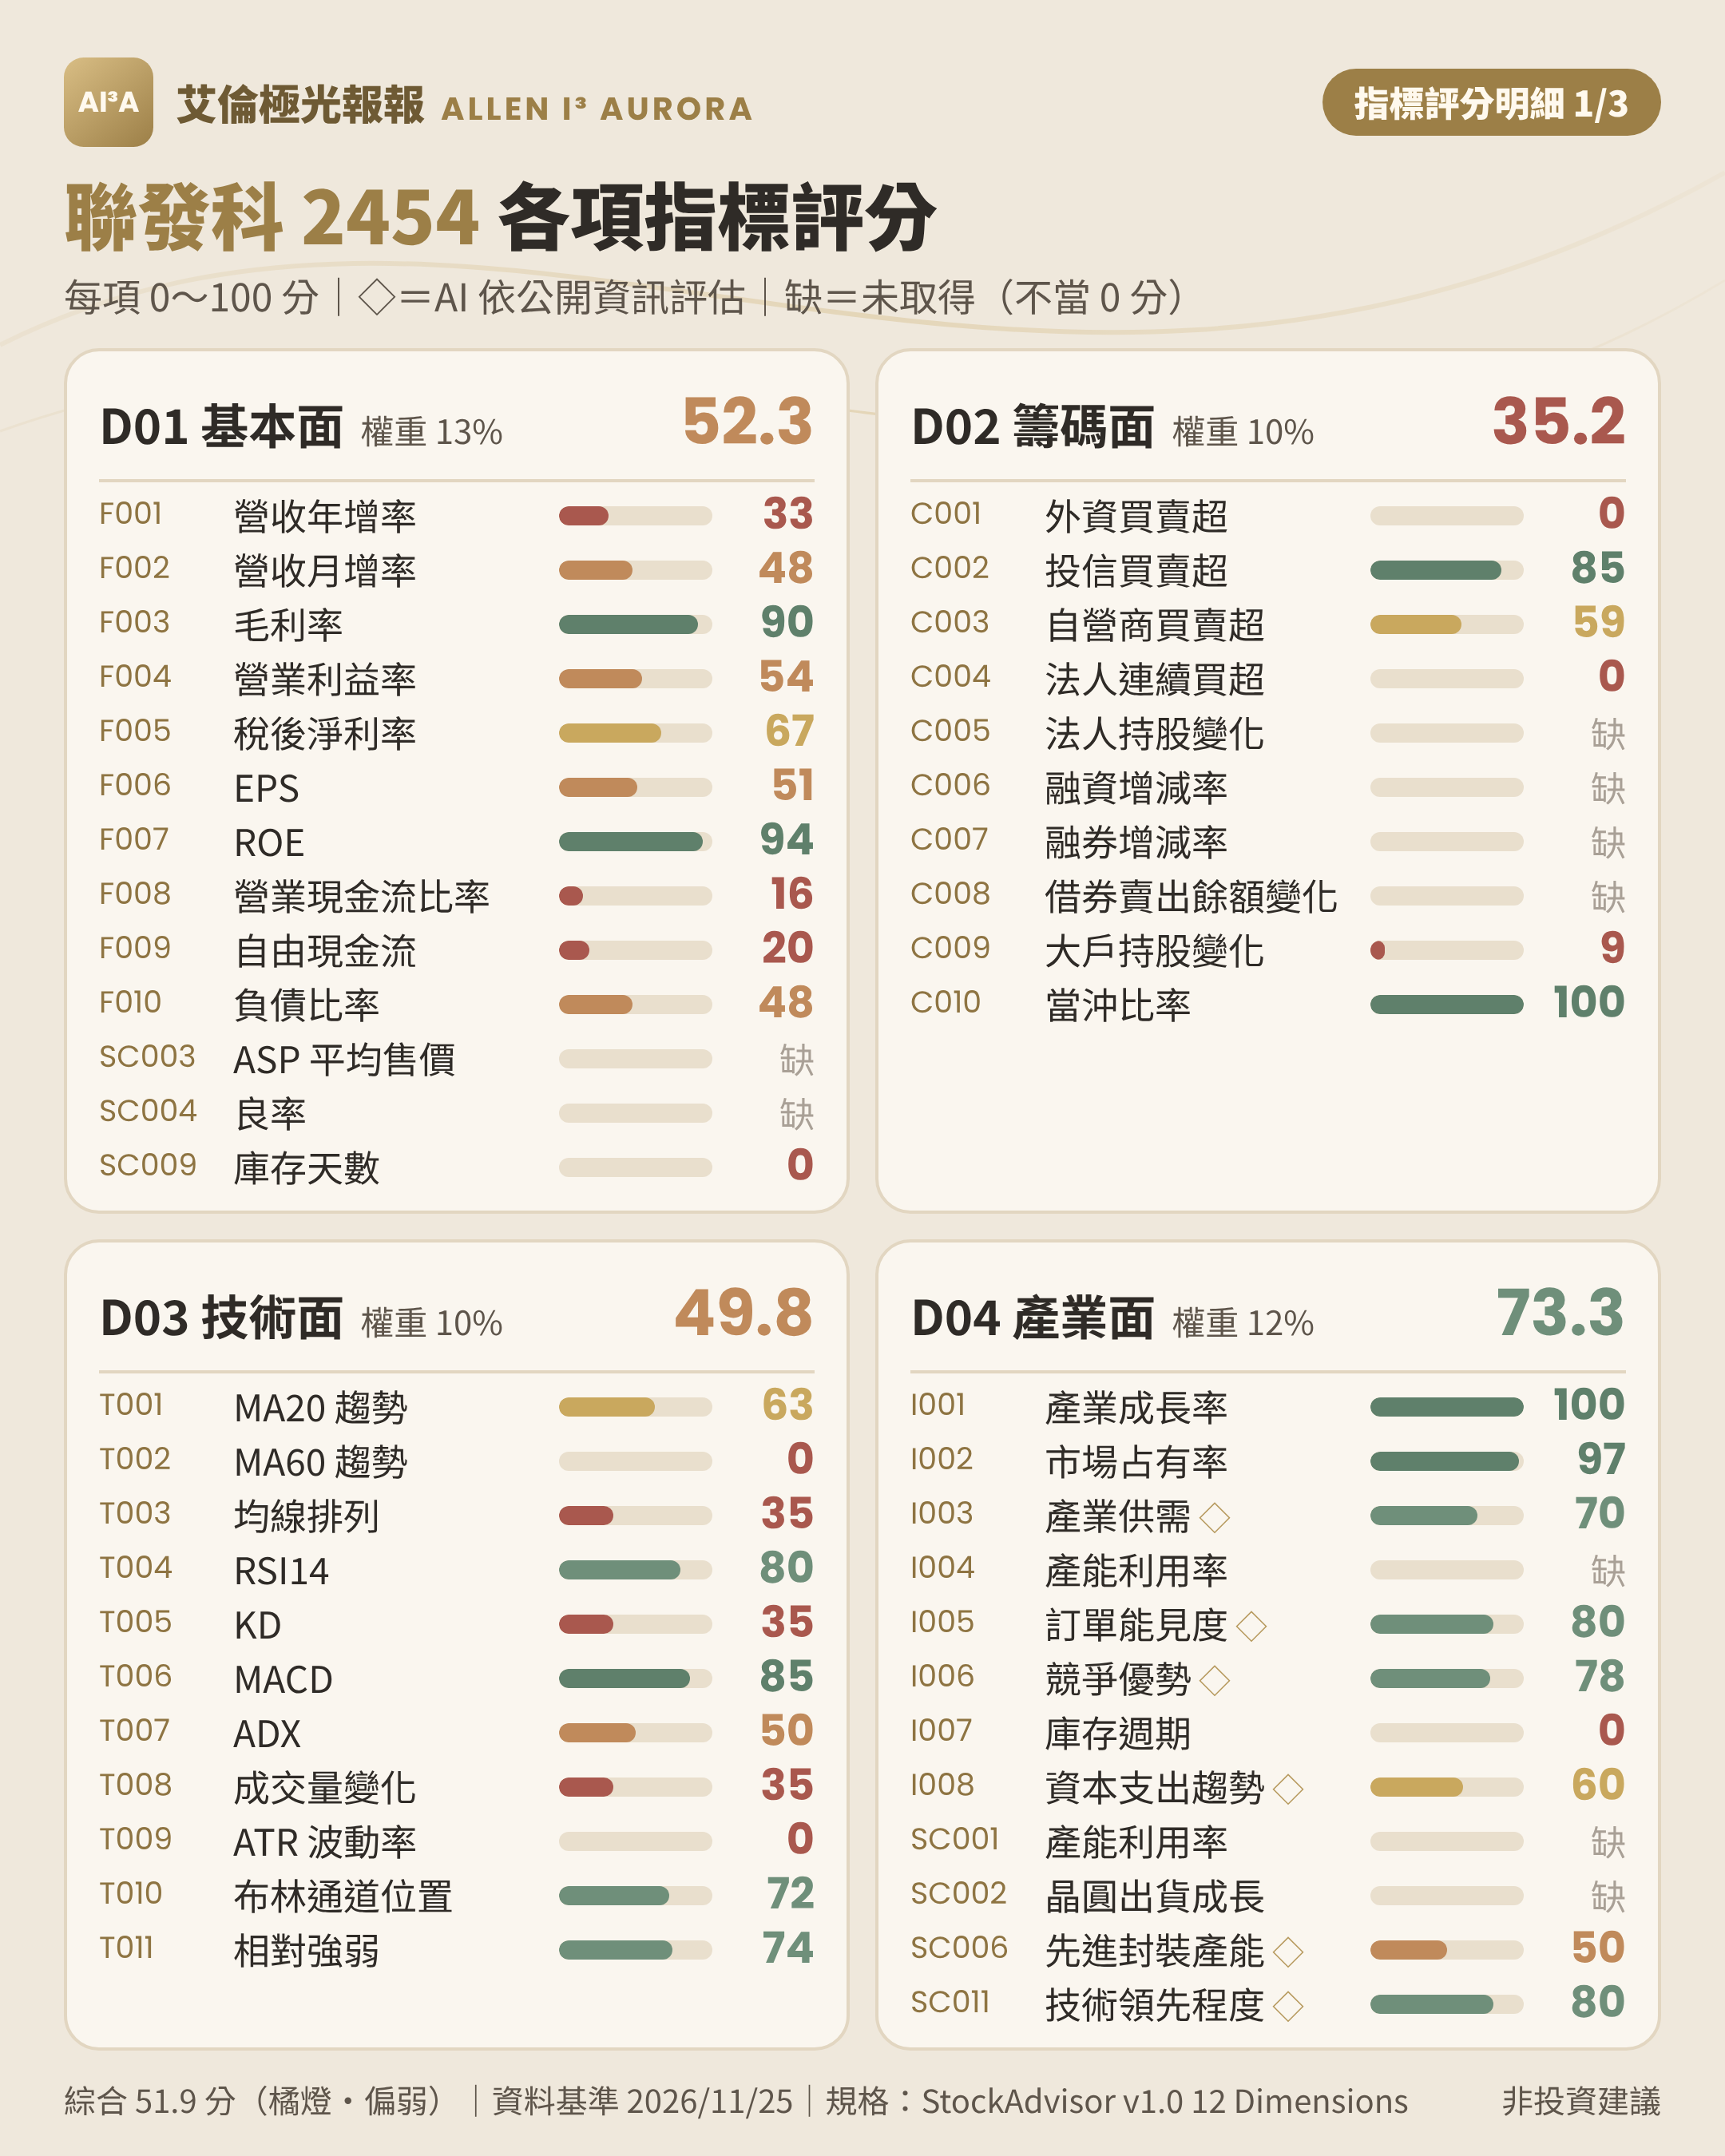 AI³A 艾倫極光報報 ALLEN I³ AURORA
指標評分明細 1/3
聯發科 2454 各項指標評分
每項 0～100 分｜◇＝AI 依公開資訊評估｜缺＝未取得（不當 0 分）
D01 基本面 權重 13% 52.3
F001 營收年增率 33
F002 營收月增率 48
F003 毛利率 90
F004 營業利益率 54
F005 稅後淨利率 67
F006 EPS 51
F007 ROE 94
F008 營業現金流比率 16
F009 自由現金流 20
F010 負債比率 48
SC003 ASP 平均售價 缺
SC004 良率 缺
SC009 庫存天數 0
D02 籌碼面 權重 10% 35.2
C001 外資買賣超 0
C002 投信買賣超 85
C003 自營商買賣超 59
C004 法人連續買超 0
C005 法人持股變化 缺
C006 融資增減率 缺
C007 融券增減率 缺
C008 借券賣出餘額變化 缺
C009 大戶持股變化 9
C010 當沖比率 100
D03 技術面 權重 10% 49.8
T001 MA20 趨勢 63
T002 MA60 趨勢 0
T003 均線排列 35
T004 RSI14 80
T005 KD 35
T006 MACD 85
T007 ADX 50
T008 成交量變化 35
T009 ATR 波動率 0
T010 布林通道位置 72
T011 相對強弱 74
D04 產業面 權重 12% 73.3
I001 產業成長率 100
I002 市場占有率 97
I003 產業供需 ◇ 70
I004 產能利用率 缺
I005 訂單能見度 ◇ 80
I006 競爭優勢 ◇ 78
I007 庫存週期 0
I008 資本支出趨勢 ◇ 60
SC001 產能利用率 缺
SC002 晶圓出貨成長 缺
SC006 先進封裝產能 ◇ 50
SC011 技術領先程度 ◇ 80
綜合 51.9 分（橘燈・偏弱）｜資料基準 2026/11/25｜規格：StockAdvisor v1.0 12 Dimensions
非投資建議